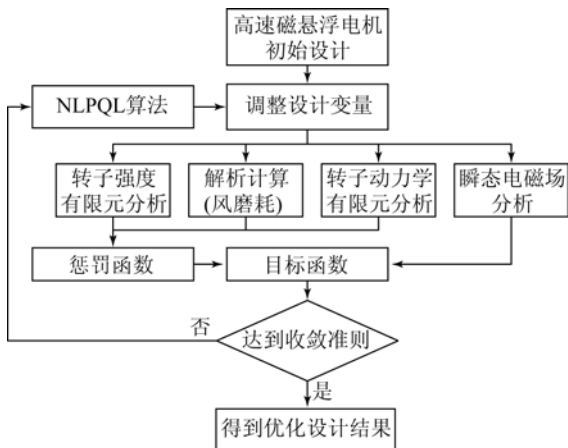 高速磁悬浮电机
初始设计
NLPQL算法
调整设计变量
转子强度
有限元分析
解析计算
(风磨耗)
转子动力学
有限元分析
瞬态电磁场
分析
惩罚函数
目标函数
否
达到收敛准则
是
得到优化设计结果